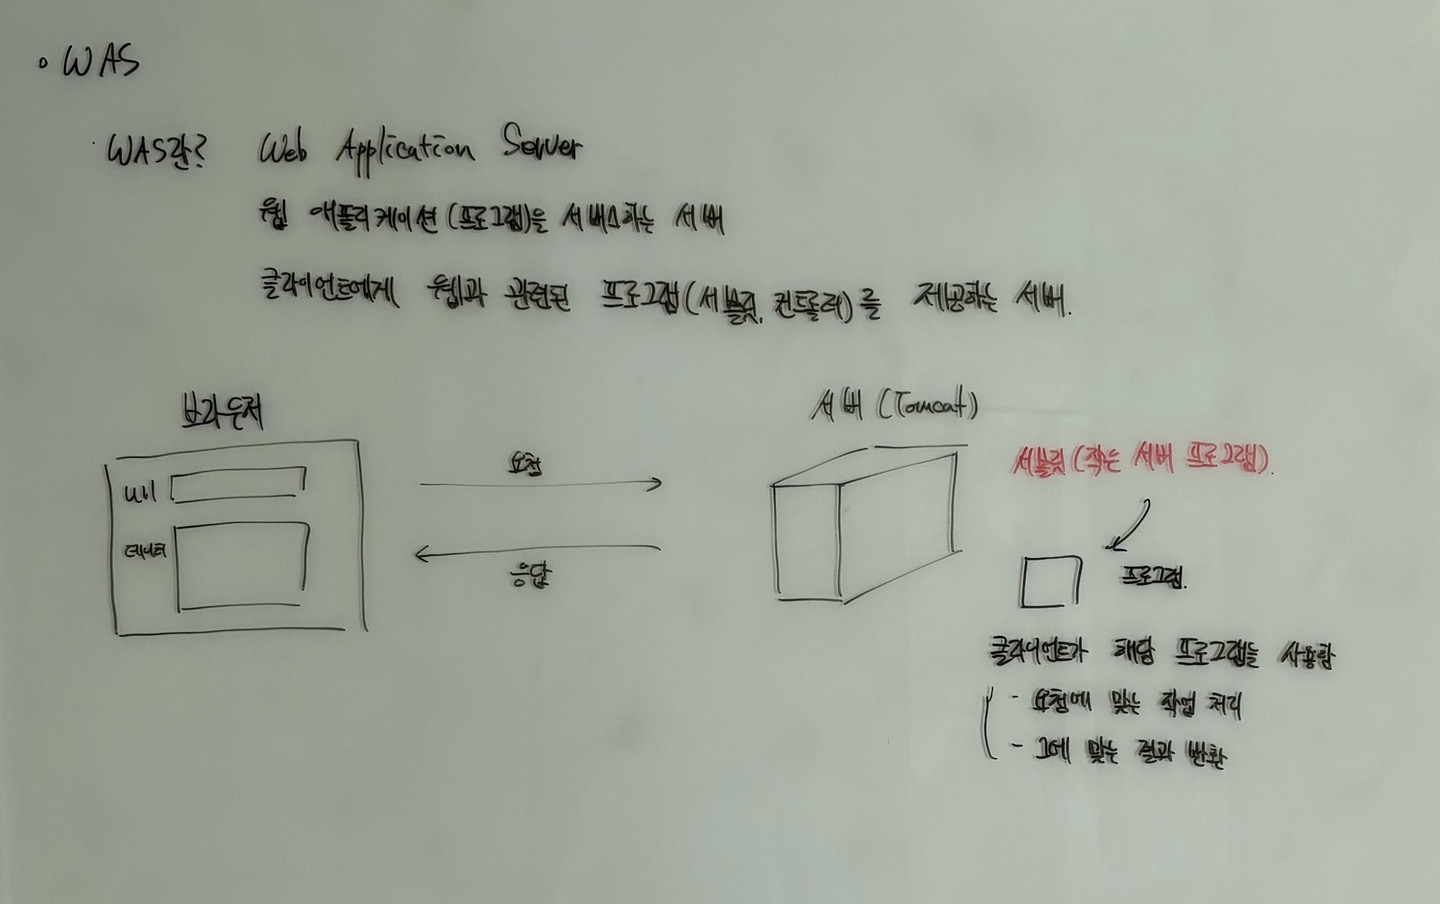 ◦ WAS
· WAS란? Web Application Server
웹 애플리케이션(프로그램)을 서비스하는 서버
클라이언트에게 웹과 관련된 프로그램(서블릿, 컨트롤러)를 제공하는 서버.
브라우저
서버 (Tomcat)
서블릿 (작은 서버 프로그램).
url
요청
데이터
응답
프로그램.
클라이언트가 해당 프로그램을 사용함
- 요청에 맞는 작업 처리
- 그에 맞는 결과 반환